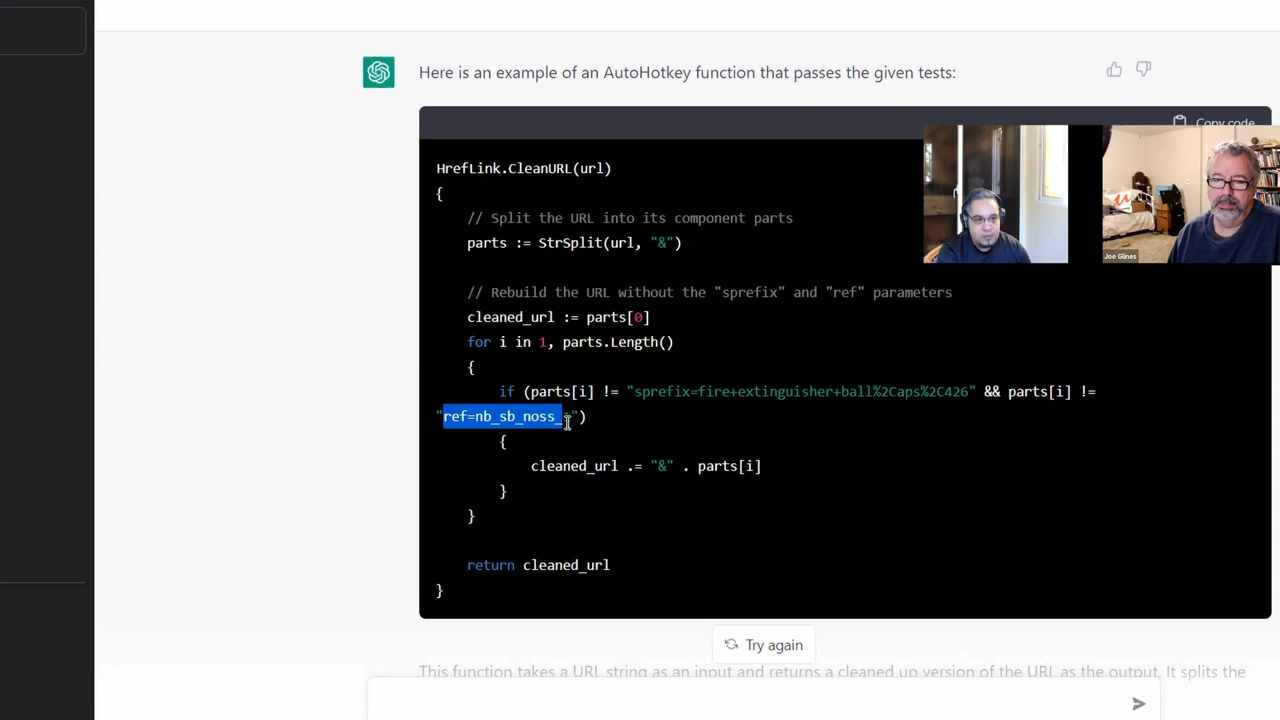 Here is an example of an AutoHotkey function that passes the given tests:
Copy code
HrefLink.CleanURL(url)
{
// Split the URL into its component parts
parts := StrSplit(url, "&")
// Rebuild the URL without the "sprefix" and "ref" parameters
cleaned_url := parts[0]
for i in 1, parts.Length()
{
if (parts[i] != "sprefix=fire+extinguisher+ball%2Caps%2C426" && parts[i] !=
"ref=nb_sb_noss_")
{
cleaned_url .= "&" . parts[i]
}
}
return cleaned_url
}
Joe Glines
Try again
This function takes a URL string as an input and returns a cleaned up version of the URL as the output. It splits the